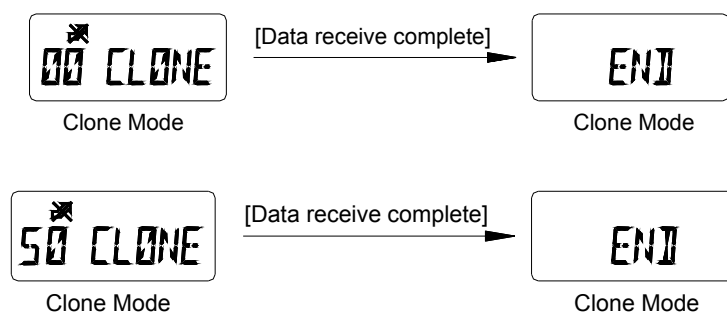 [Data receive complete]
00 CLONE
END
Clone Mode
Clone Mode
[Data receive complete]
50 CLONE
END
Clone Mode
Clone Mode